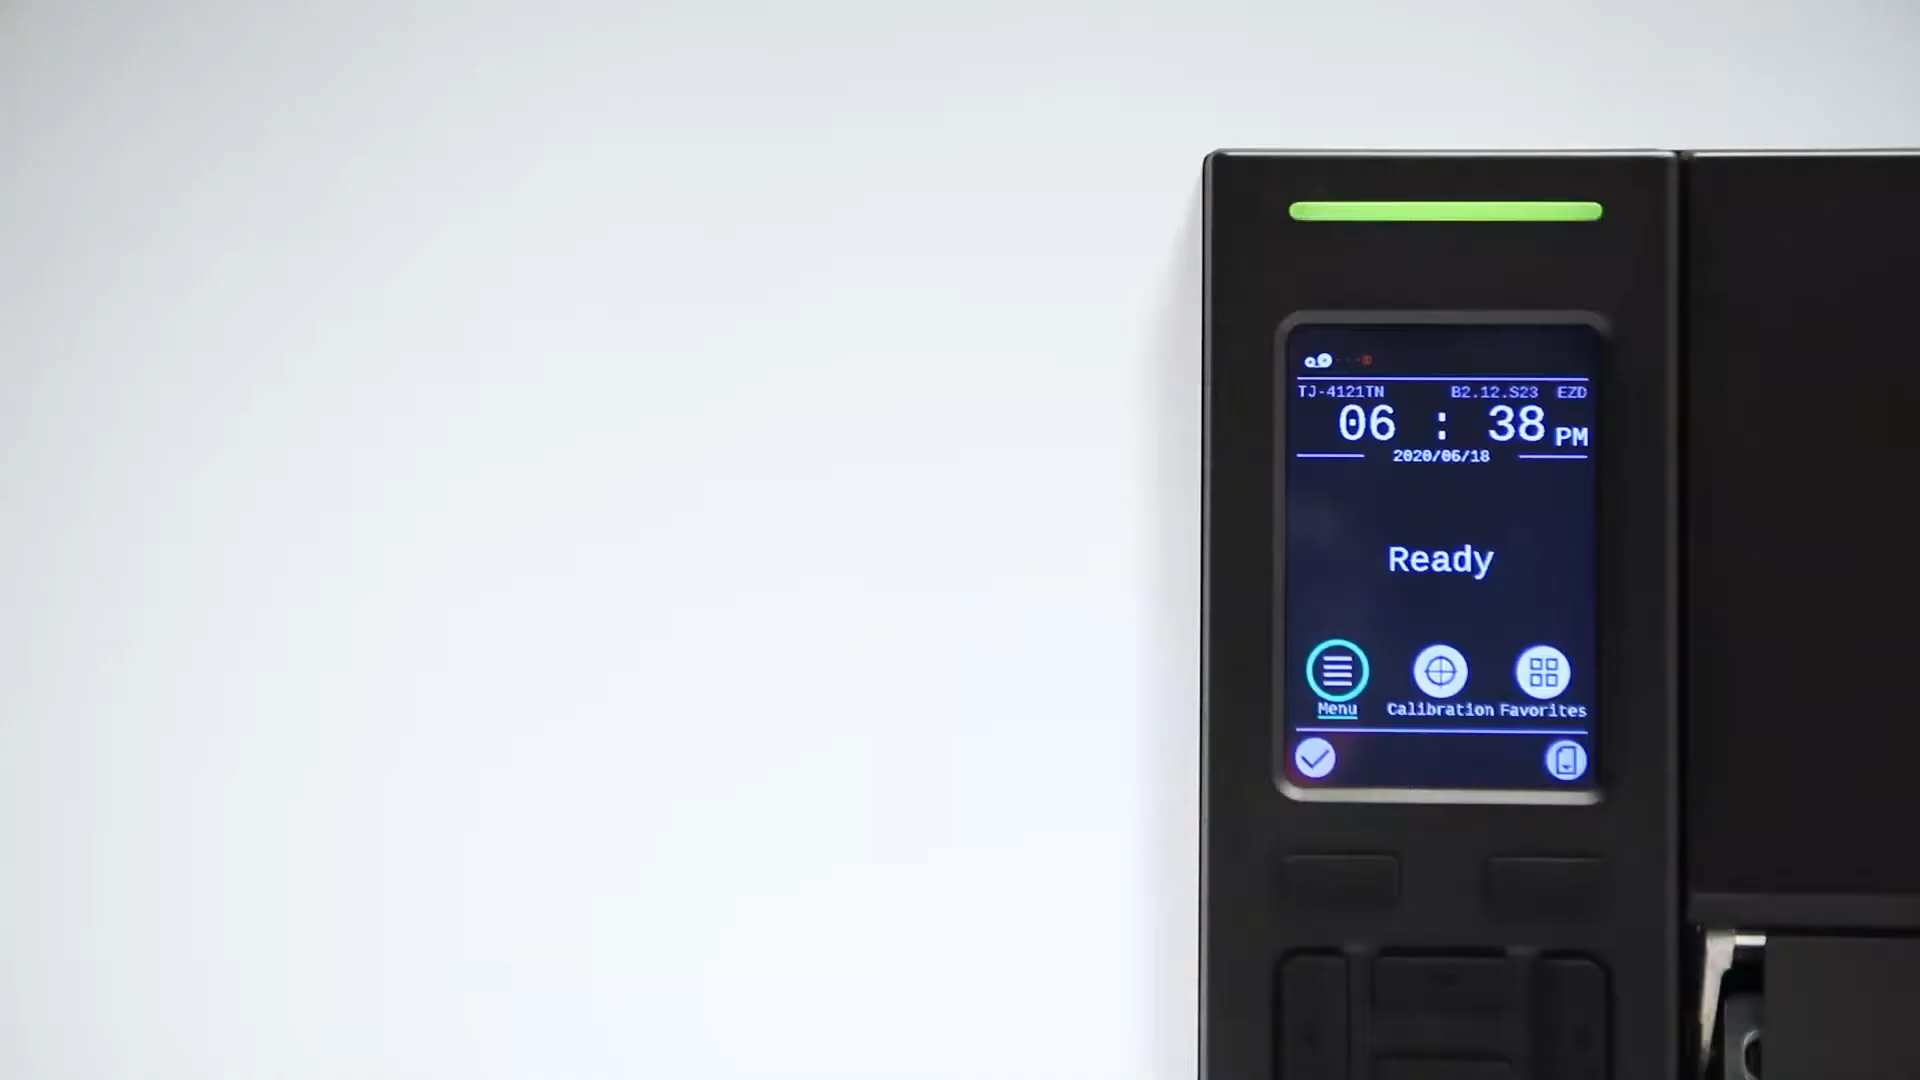 TJ-4121TN B2.12.S23 EZD
06 : 38 PM
2020/06/18
Ready
Menu Calibration Favorites